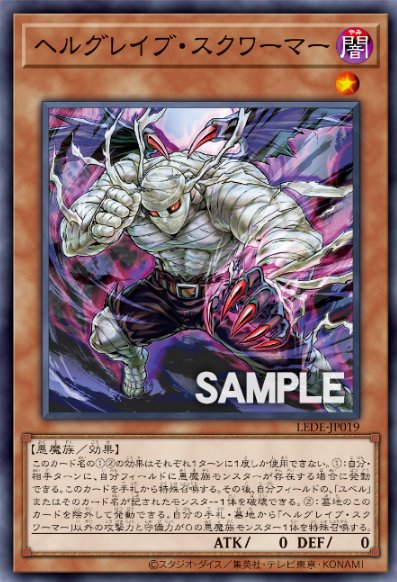 ヘルグレイブ・スクワーマー
闇
SAMPLE
LEDE-JP019
【悪魔族/効果】
このカード名の①②の効果はそれぞれ1ターンに1度しか使用できない。①:自分・
相手ターンに、自分フィールドに悪魔族モンスターが存在する場合に発動
できる。このカードを手札から特殊召喚する。その後、自分フィールドの、「ユベル」
またはそのカード名が記されたモンスター1体を破壊できる。②:墓地のこの
カードを除外して発動できる。自分の手札・墓地から「ヘルグレイブ・スクワ
ーマー」以外の攻撃力と守備力が0の悪魔族モンスター1体を特殊召喚する。
ATK/ 0 DEF/ 0
©スタジオ・ダイス/集英社・テレビ東京・KONAMI